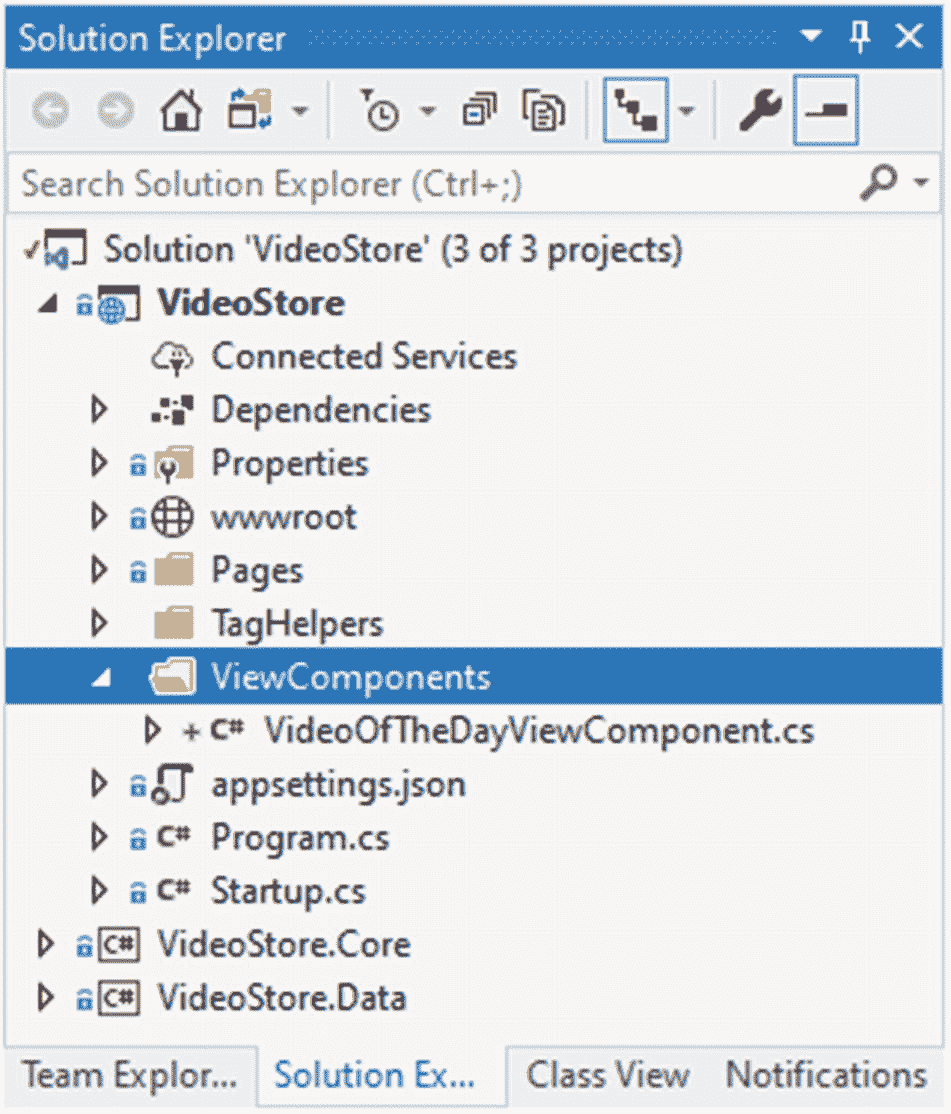 Solution Explorer
Search Solution Explorer (Ctrl+;)
Solution 'VideoStore' (3 of 3 projects)
VideoStore
Connected Services
Dependencies
Properties
wwwroot
Pages
TagHelpers
ViewComponents
C# VideoOfTheDayViewComponent.cs
appsettings.json
C# Program.cs
C# Startup.cs
C# VideoStore.Core
C# VideoStore.Data
Team Explor... Solution Ex... Class View Notifications